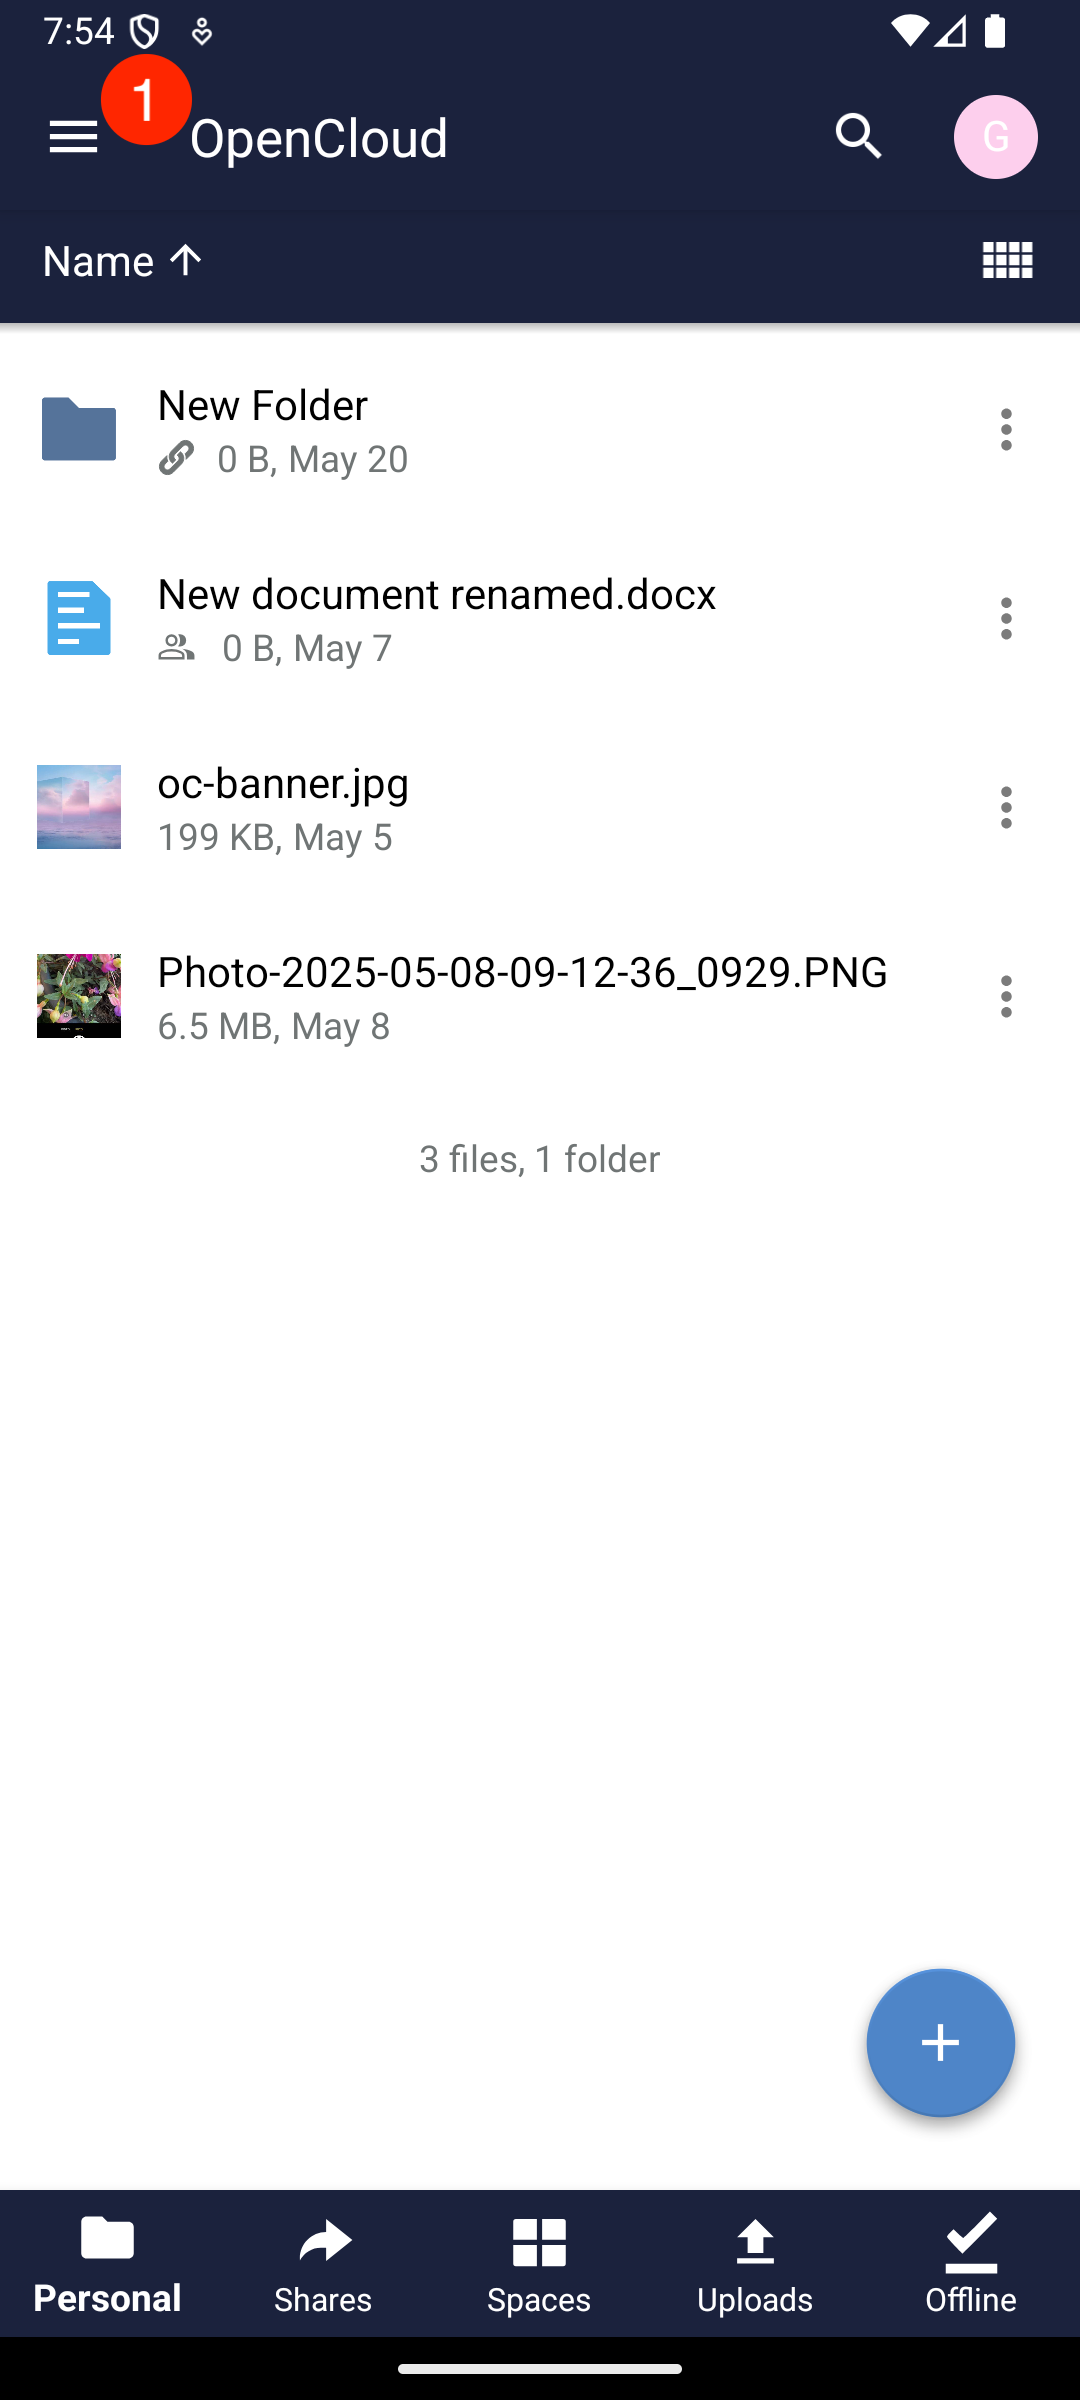 7:54
1
OpenCloud
G
Name
New Folder
0 B, May 20
New document renamed.docx
0 B, May 7
oc-banner.jpg
199 KB, May 5
Photo-2025-05-08-09-12-36_0929.PNG
6.5 MB, May 8
3 files, 1 folder
Personal
Shares
Spaces
Uploads
Offline